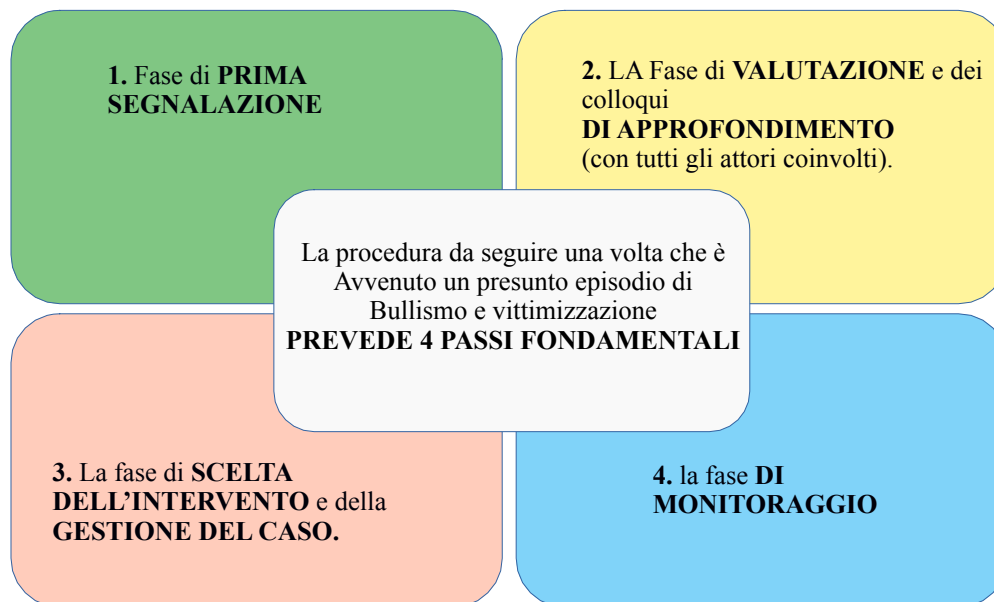 1. Fase di PRIMA
SEGNALAZIONE
2. LA Fase di VALUTAZIONE e dei
colloqui
DI APPROFONDIMENTO
(con tutti gli attori coinvolti).
La procedura da seguire una volta che è
Avvenuto un presunto episodio di
Bullismo e vittimizzazione
PREVEDE 4 PASSI FONDAMENTALI
3. La fase di SCELTA
DELL’INTERVENTO e della
GESTIONE DEL CASO.
4. la fase DI
MONITORAGGIO